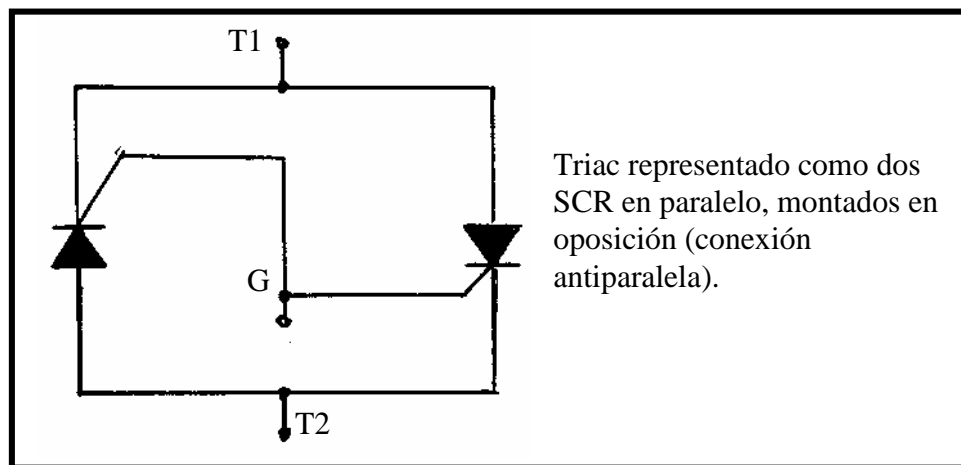 T1
Triac representado como dos
SCR en paralelo, montados en
oposición (conexión
antiparalela).
G
T2